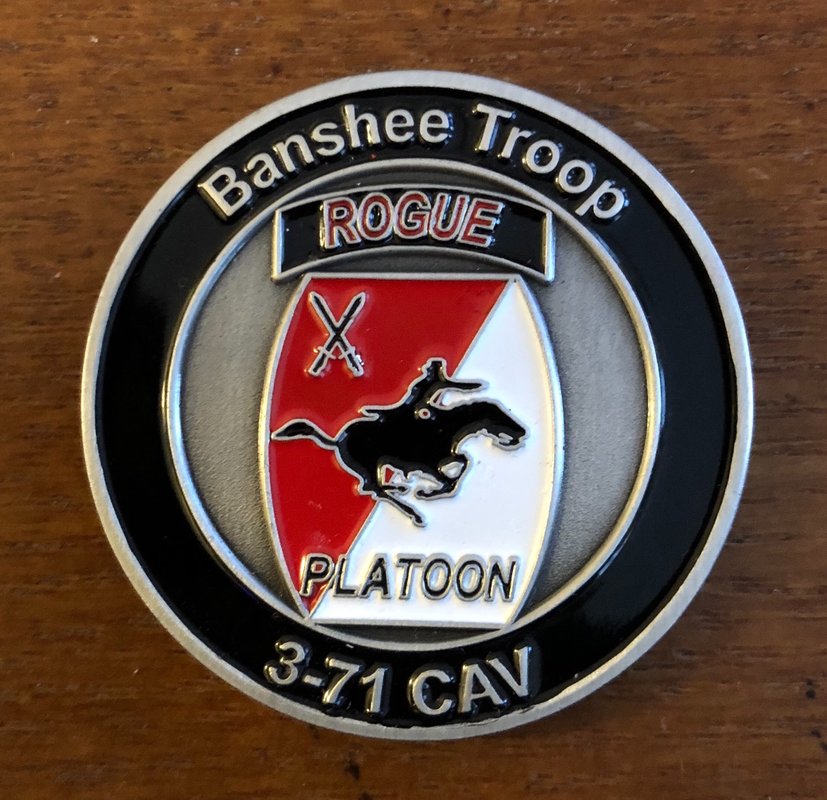 Banshee Troop
ROGUE
PLATOON
3-71 CAV